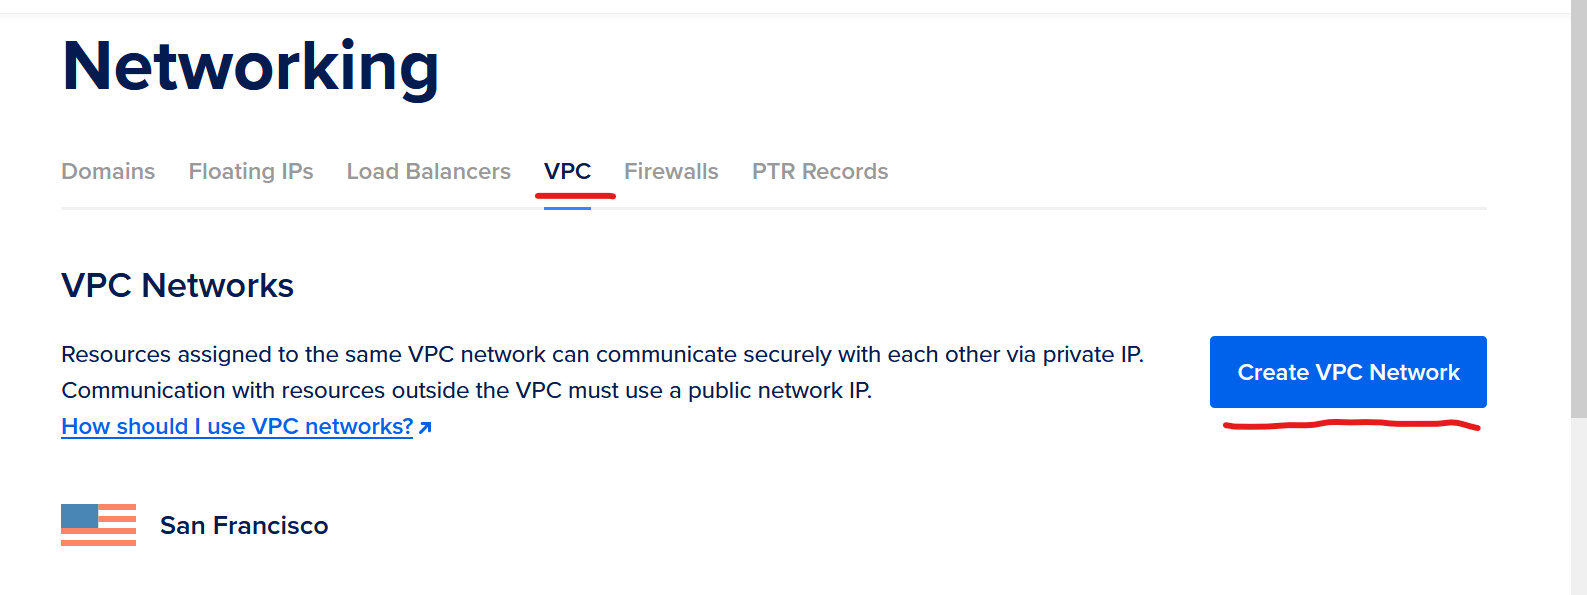 Networking
Domains Floating IPs Load Balancers VPC Firewalls PTR Records
VPC Networks
Resources assigned to the same VPC network can communicate securely with each other via private IP.
Communication with resources outside the VPC must use a public network IP.
How should I use VPC networks?
Create VPC Network
San Francisco